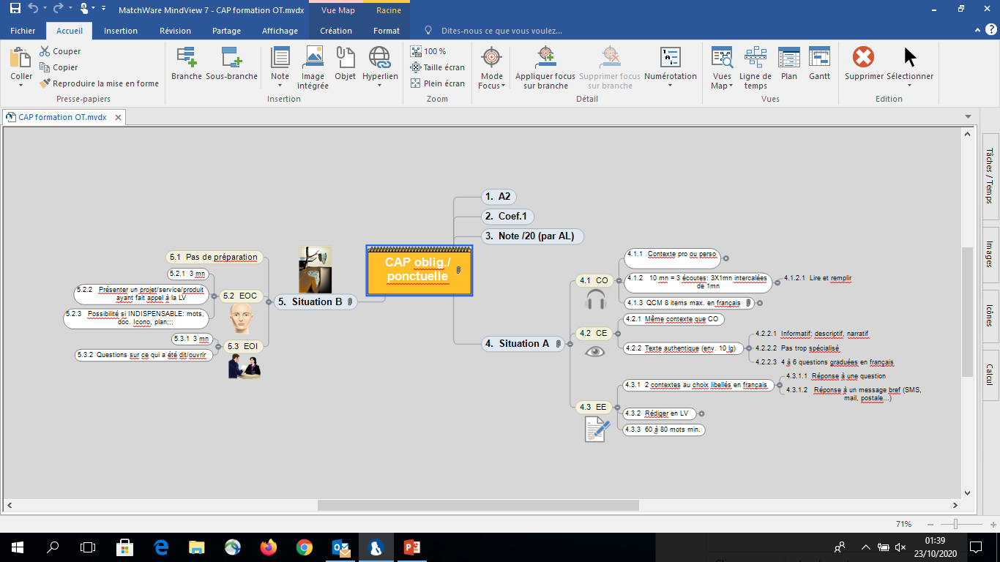 MatchWare MindView 7 - CAP formation OT.mvdx
Vue Map
Racine
Fichier
Accueil
Insertion
Révision
Partage
Affichage
Création
Format
Dites-nous ce que vous voulez...
Coller
Couper
Copier
Reproduire la mise en forme
Presse-papiers
Branche
Sous-branche
Note
Image intégrée
Objet
Hyperlien
Insertion
100 %
Taille écran
Plein écran
Zoom
Mode Focus
Appliquer focus sur branche
Supprimer focus sur branche
Numérotation
Détail
Vues Map
Ligne de temps
Plan
Gantt
Vues
Supprimer
Sélectionner
Edition
CAP formation OT.mvdx
Tâches / Temps
Images
Icônes
Calcul
CAP oblig./
ponctuelle
1. A2
2. Coef.1
3. Note /20 (par AL)
4. Situation A
4.1 CO
4.1.1 Contexte pro ou perso
4.1.2 10 mn = 3 écoutes: 3X1mn intercalées
de 1mn
4.1.2.1 Lire et remplir
4.1.3 QCM 8 items max. en français
4.2 CE
4.2.1 Même contexte que CO
4.2.2 Texte authentique (env. 10 lg)
4.2.2.1 Informatif; descriptif, narratif
4.2.2.2 Pas trop spécialisé
4.2.2.3 4 à 6 questions graduées en français
4.3 EE
4.3.1 2 contextes au choix libellés en français
4.3.1.1 Réponse à une question
4.3.1.2 Réponse à un message bref (SMS,
mail, postale...)
4.3.2 Rédiger en LV
4.3.3 60 à 80 mots min.
5. Situation B
5.1 Pas de préparation
5.2 EOC
5.2.1 3 mn
5.2.2 Présenter un projet/service/produit
ayant fait appel à la LV
5.2.3 Possibilité si INDISPENSABLE: mots,
doc. Icono, plan;;;
5.3 EOI
5.3.1 3 mn
5.3.2 Questions sur ce qui a été dit/ouvrir
71%
01:39
23/10/2020